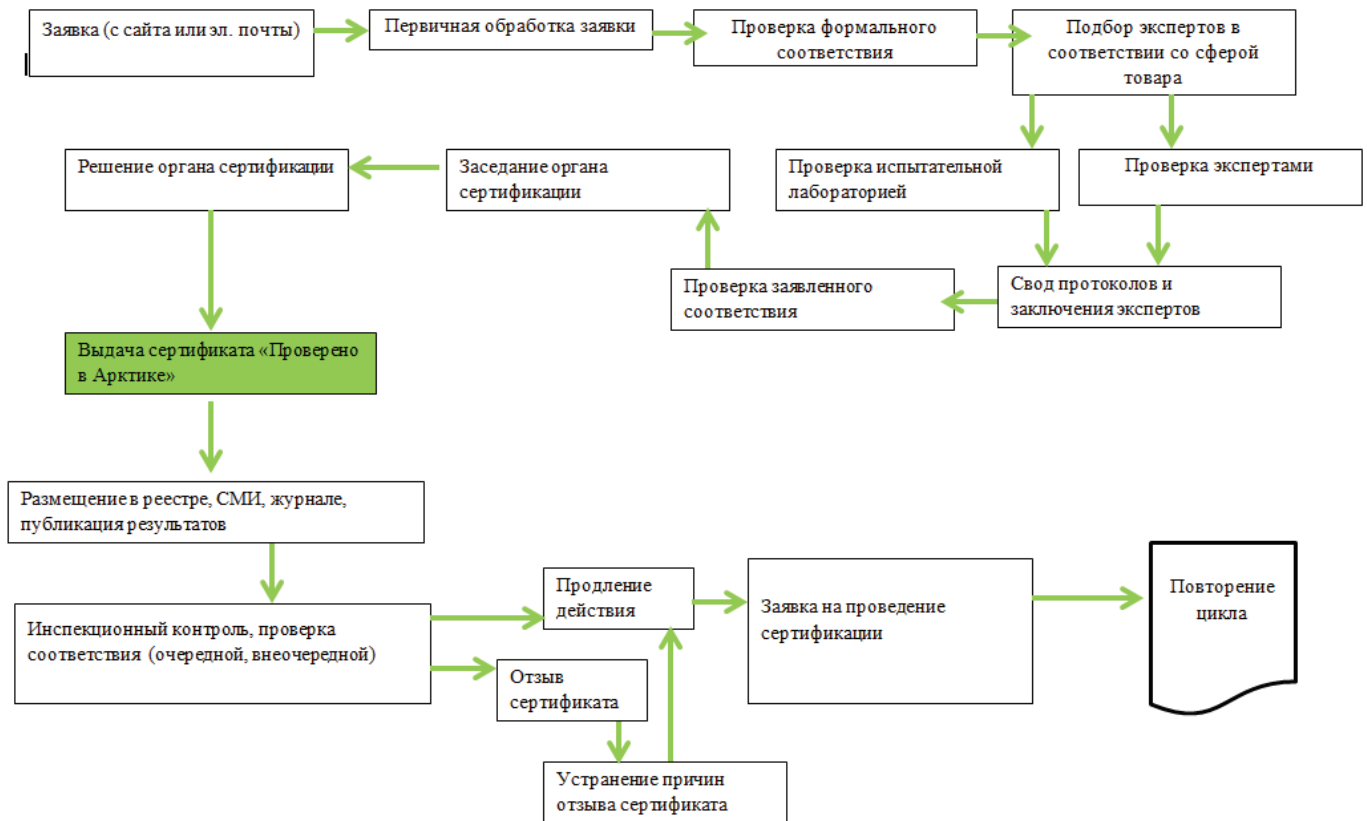 Заявка (с сайта или эл. почты)
Первичная обработка заявки
Проверка формального
соответствия
Подбор экспертов в
соответствии со сферой
товара
Проверка испытательной
лабораторией
Проверка экспертами
Свод протоколов и
заключения экспертов
Проверка заявленного
соответствия
Заседание органа
сертификации
Решение органа сертификации
Выдача сертификата «Проверено
в Арктике»
Размещение в реестре, СМИ, журнале,
публикация результатов
Инспекционный контроль, проверка
соответствия (очередной, внеочередной)
Продление
действия
Отзыв
сертификата
Устранение причин
отзыва сертификата
Заявка на проведение
сертификации
Повторение
цикла